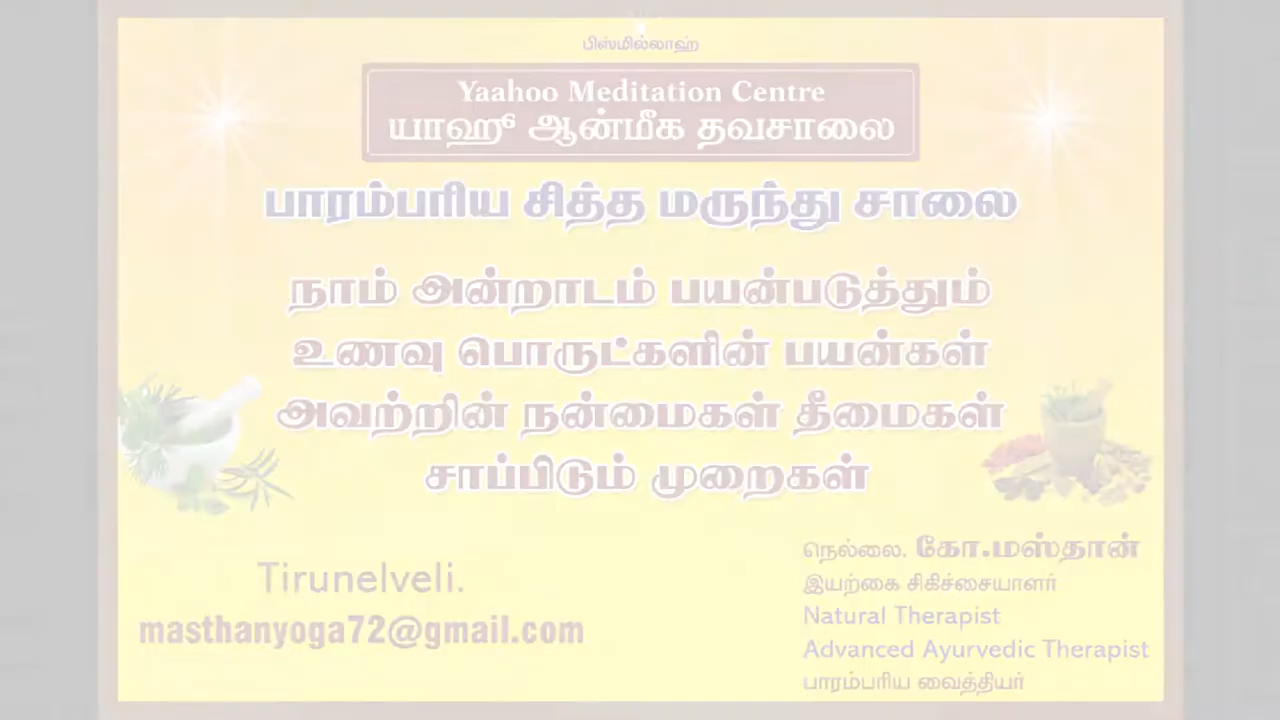 பிஸ்மில்லாஹ்
Yaahoo Meditation Centre
யாஹூ ஆன்மீக தவசாலை
பாரம்பரிய சித்த மருந்து சாலை
நாம் அன்றாடம் பயன்படுத்தும்
உணவு பொருட்களின் பயன்கள்
அவற்றின் நன்மைகள் தீமைகள்
சாப்பிடும் முறைகள்
Tirunelveli.
masthanyoga72@gmail.com
நெல்லை. கோ.மஸ்தான்
இயற்கை சிகிச்சையாளர்
Natural Therapist
Advanced Ayurvedic Therapist
பாரம்பரிய வைத்தியர்